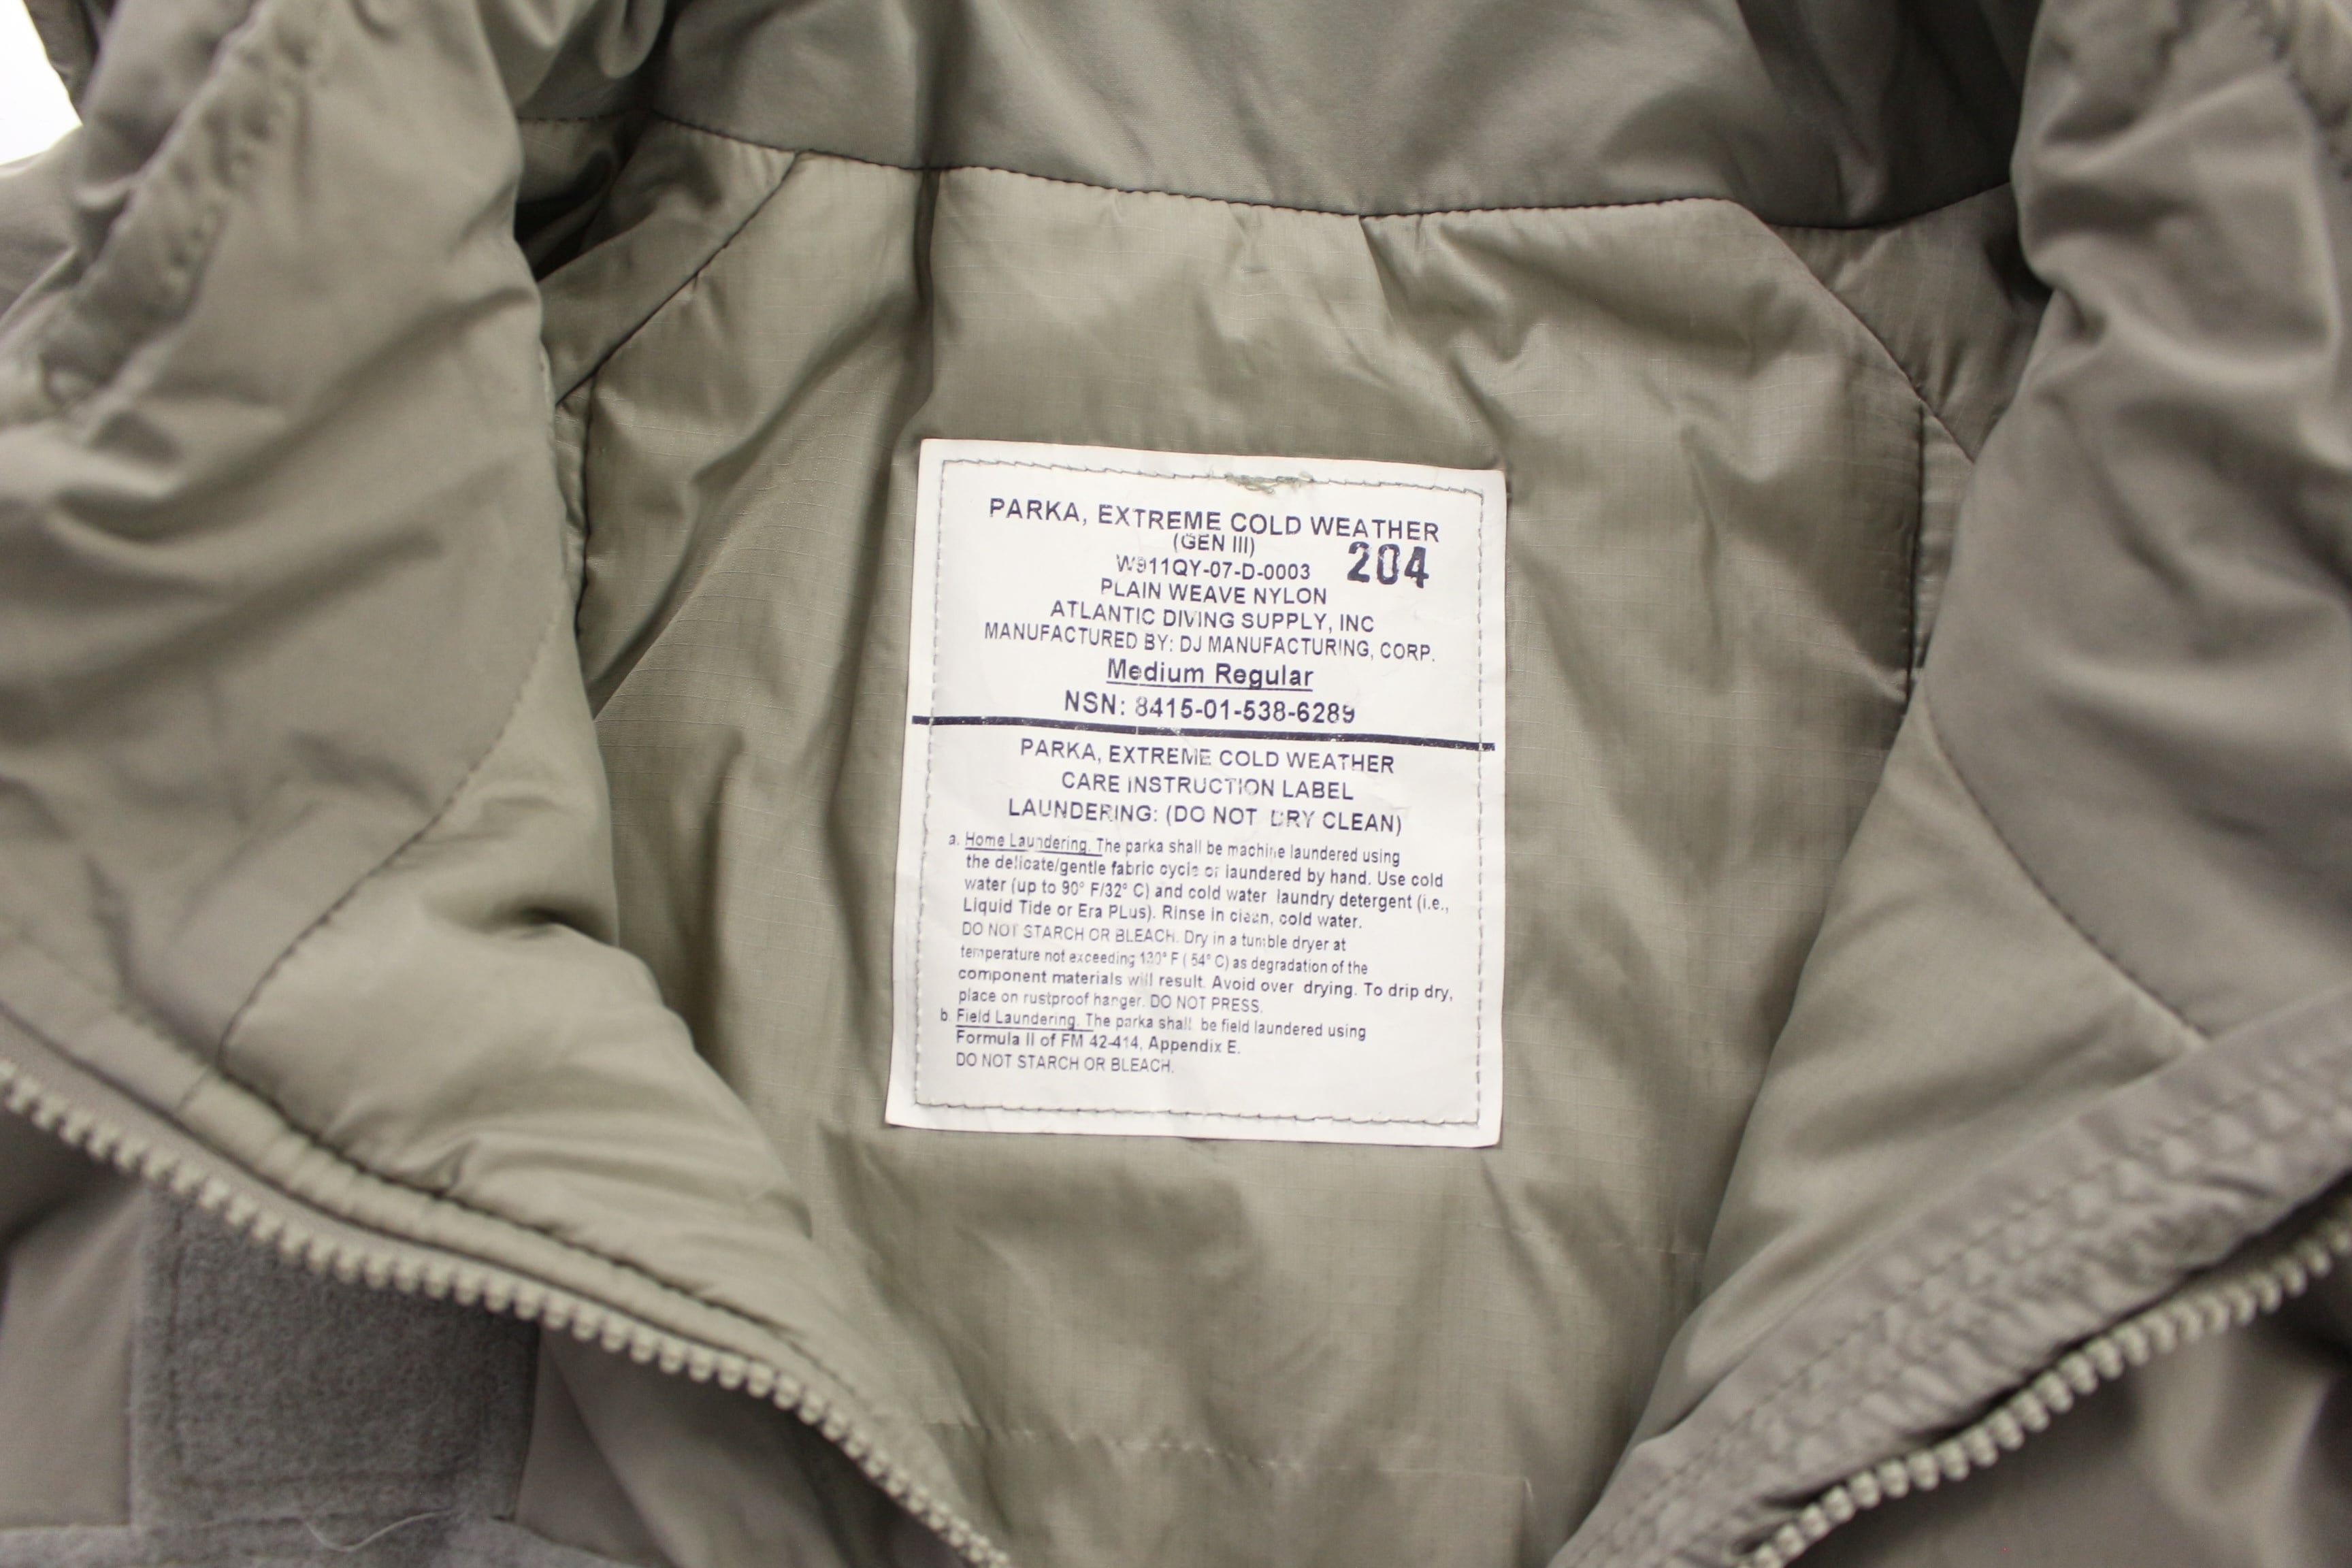 PARKA, EXTREME COLD WEATHER
(GEN III)
204
W911QY-07-D-0003
PLAIN WEAVE NYLON
ATLANTIC DIVING SUPPLY, INC
MANUFACTURED BY: DJ MANUFACTURING, CORP.
Medium Regular
NSN: 8415-01-538-6289
PARKA, EXTREME COLD WEATHER
CARE INSTRUCTION LABEL
LAUNDERING: (DO NOT DRY CLEAN)
a. Home Laundering. The parka shall be machine laundered using
the delicate/gentle fabric cycle or laundered by hand. Use cold
water (up to 90° F/32° C) and cold water laundry detergent (i.e.,
Liquid Tide or Era PLus). Rinse in clean, cold water.
DO NOT STARCH OR BLEACH. Dry in a tumble dryer at
temperature not exceeding 130° F ( 54° C) as degradation of the
component materials will result. Avoid over drying. To drip dry,
place on rustproof hanger. DO NOT PRESS.
b. Field Laundering. The parka shall be field laundered using
Formula II of FM 42-414, Appendix E.
DO NOT STARCH OR BLEACH.